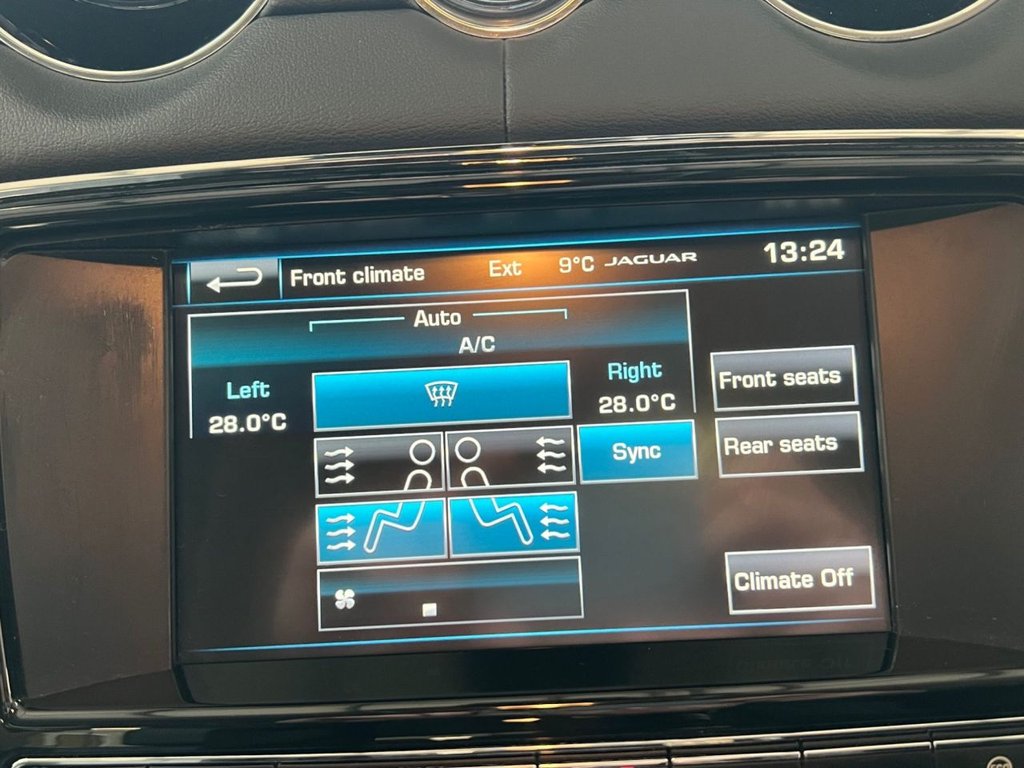 Front climate Ext 9°C JAGUAR 13:24
Auto
A/C
Left
28.0°C
Right
28.0°C
Sync
Front seats
Rear seats
Climate Off